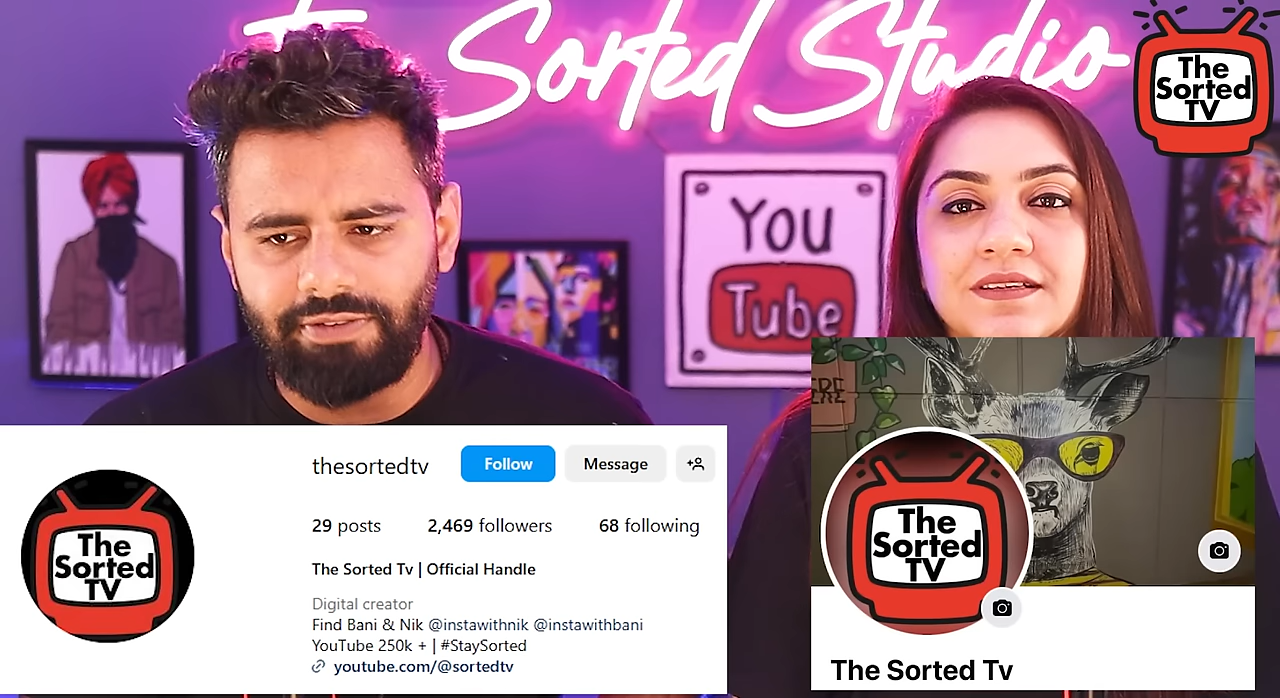 The Sorted Studio
The
Sorted
TV
You
Tube
ERE
thesortedtv
Follow
Message
29 posts
2,469 followers
68 following
The Sorted Tv | Official Handle
Digital creator
Find Bani & Nik @instawithnik @instawithbani
YouTube 250k + | #StaySorted
youtube.com/@sortedtv
The
Sorted
TV
The
Sorted
TV
The Sorted Tv